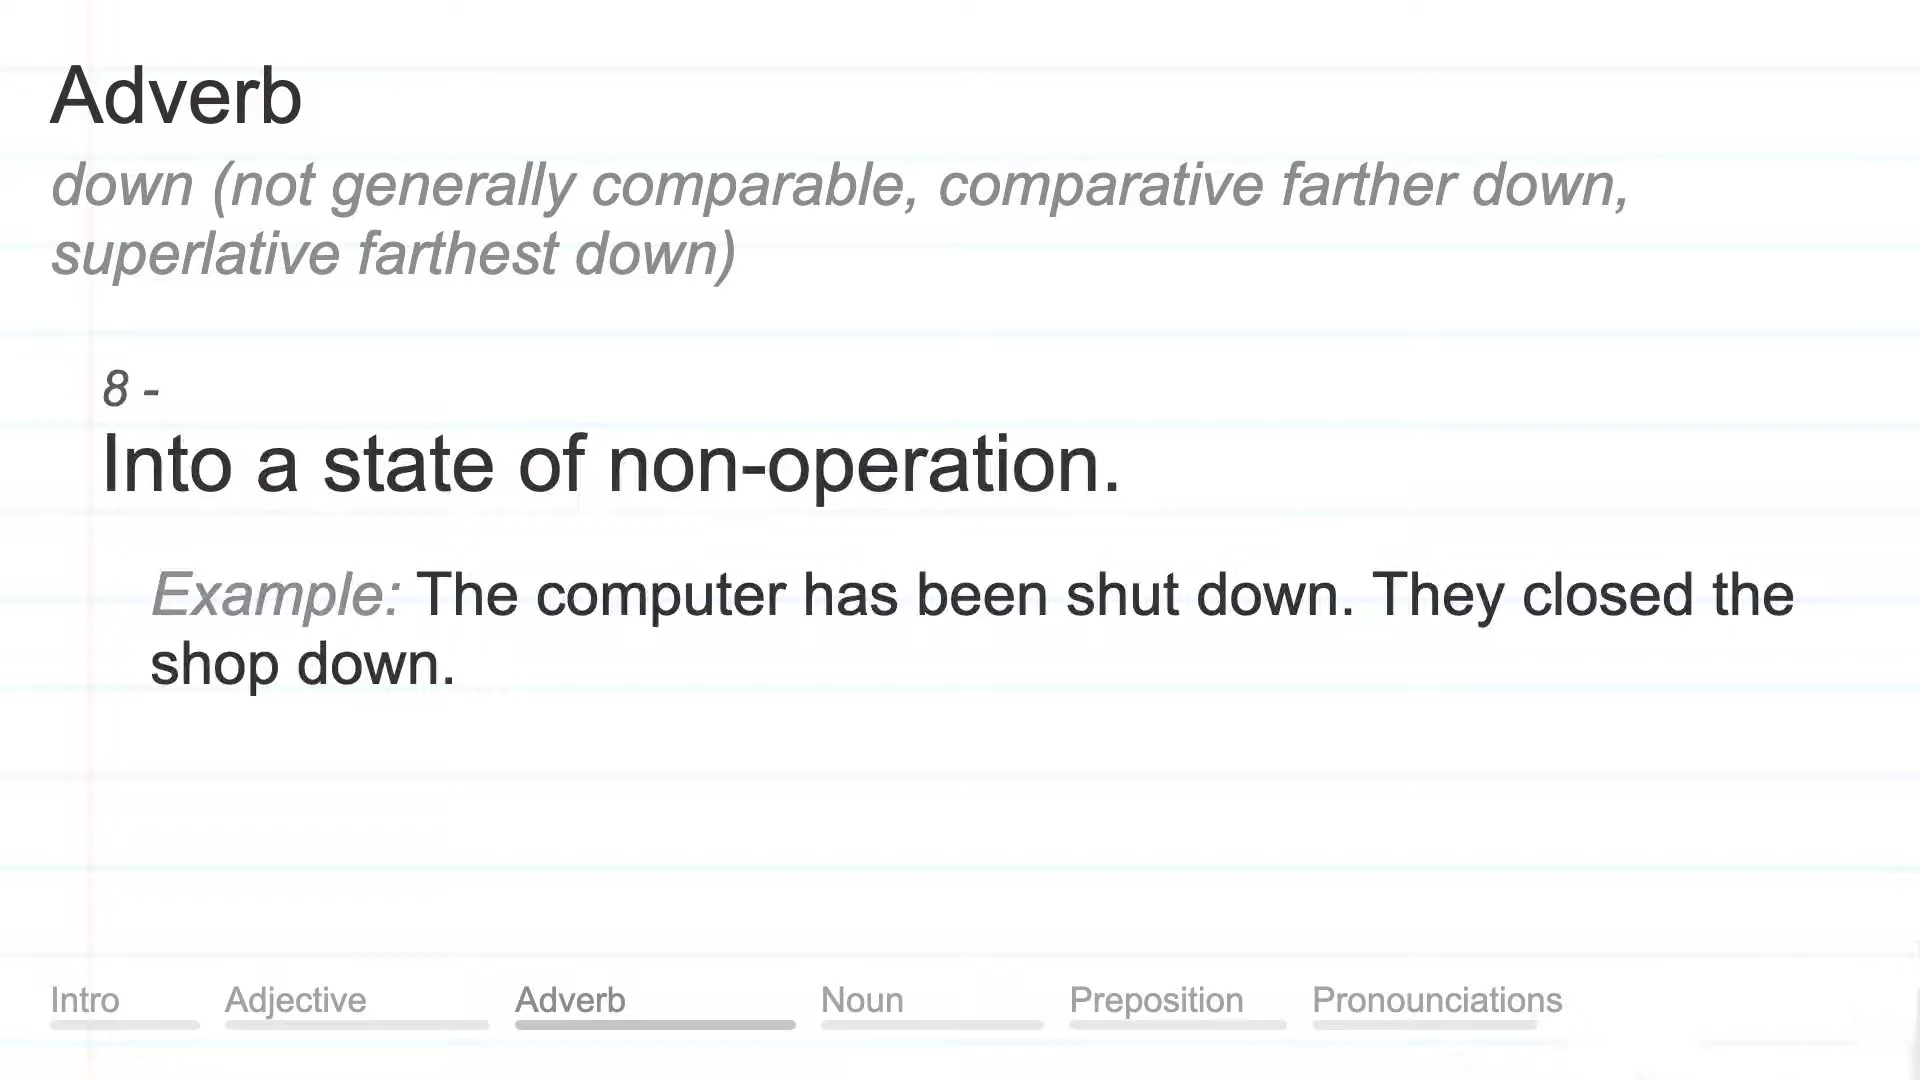 Adverb
down (not generally comparable, comparative farther down,
superlative farthest down)
8 -
Into a state of non-operation.
Example: The computer has been shut down. They closed the
shop down.
Intro Adjective Adverb Noun Preposition Pronounciations